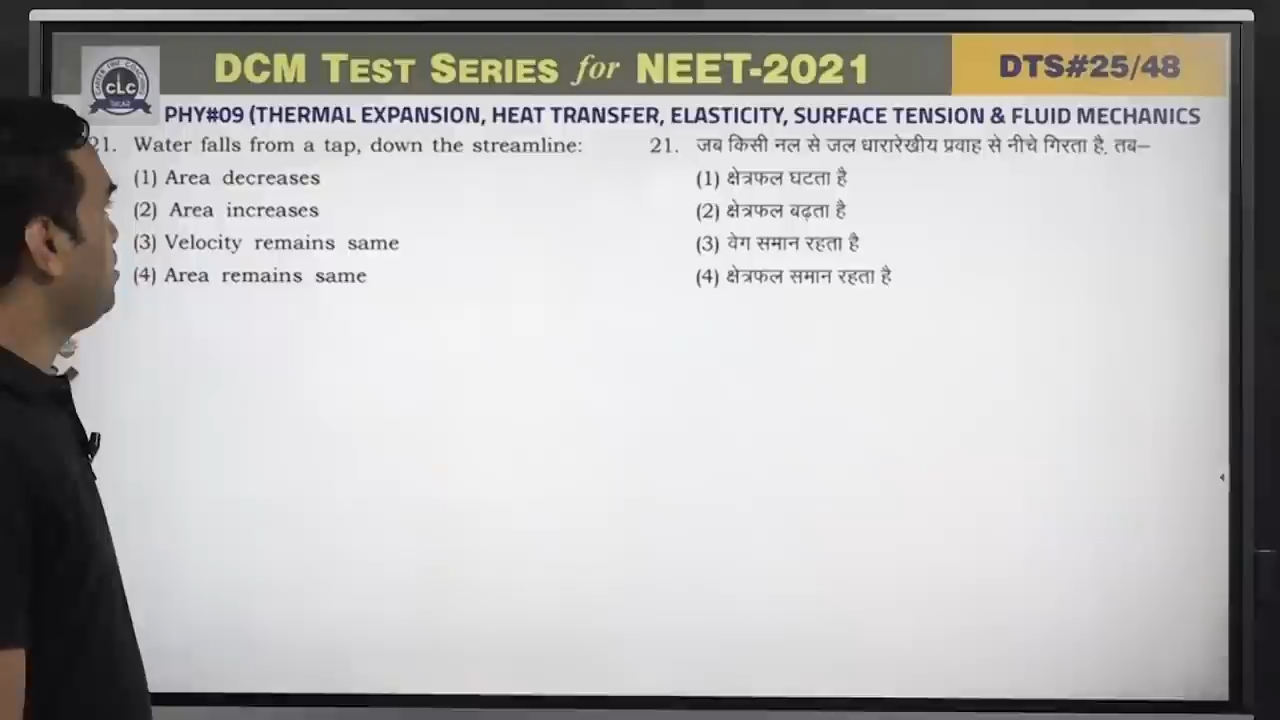 DCM TEST SERIES for NEET-2021
DTS#25/48
CLC
PHY#09 (THERMAL EXPANSION, HEAT TRANSFER, ELASTICITY, SURFACE TENSION & FLUID MECHANICS
21. Water falls from a tap, down the streamline:
(1) Area decreases
(2) Area increases
(3) Velocity remains same
(4) Area remains same
21. जब किसी नल से जल धारारेखीय प्रवाह से नीचे गिरता है, तब–
(1) क्षेत्रफल घटता है
(2) क्षेत्रफल बढ़ता है
(3) वेग समान रहता है
(4) क्षेत्रफल समान रहता है